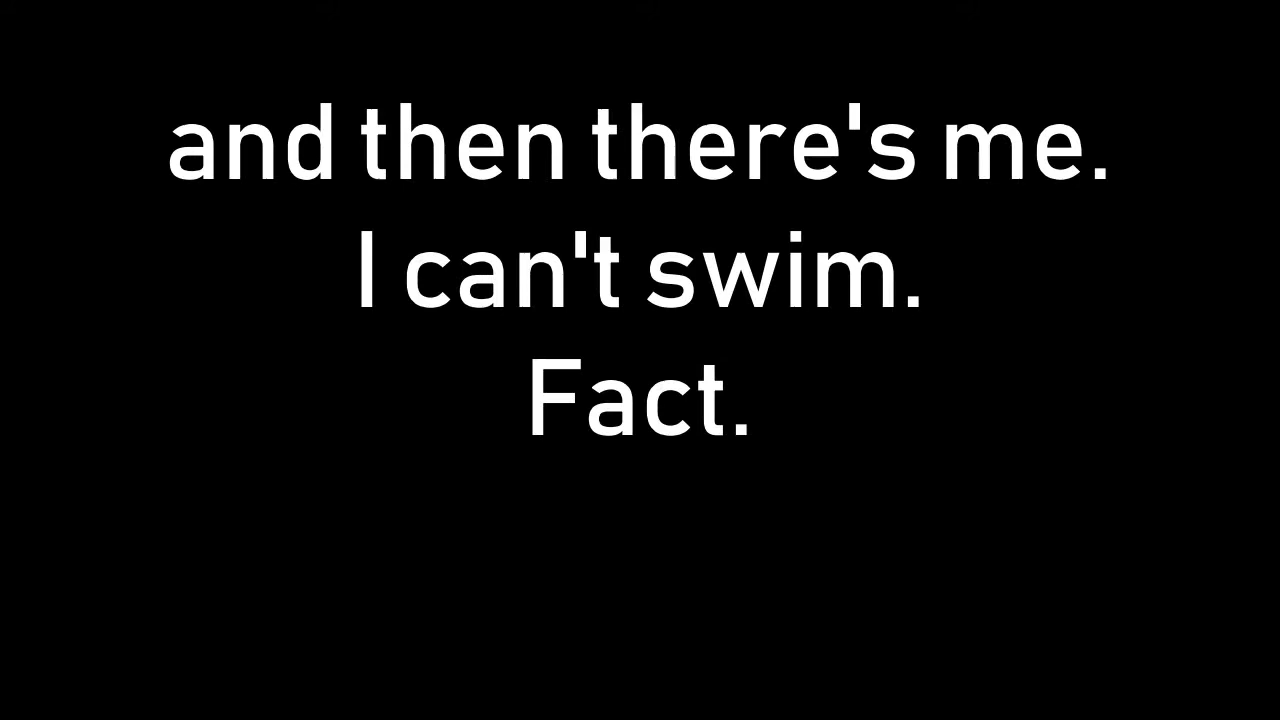 and then there's me.
I can't swim.
Fact.